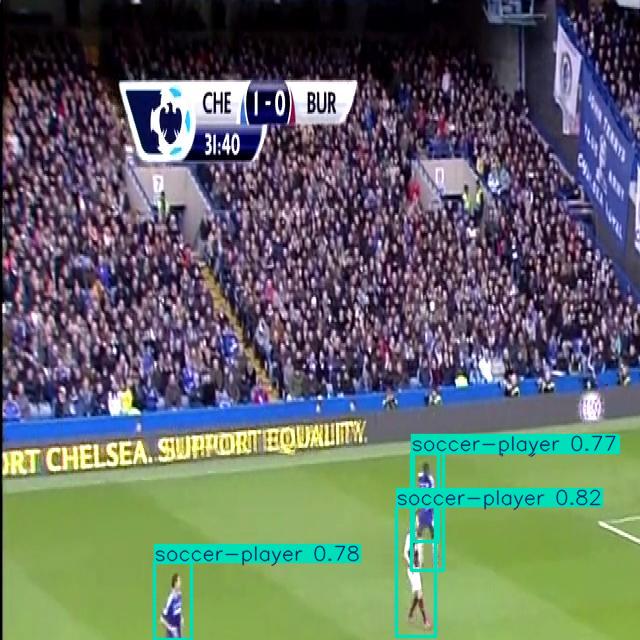 CHE 1-0 BUR
31:40
ORT CHELSEA. SUPPORT EQUALITY.
soccer-player 0.77
soccer-player 0.82
soccer-player 0.78